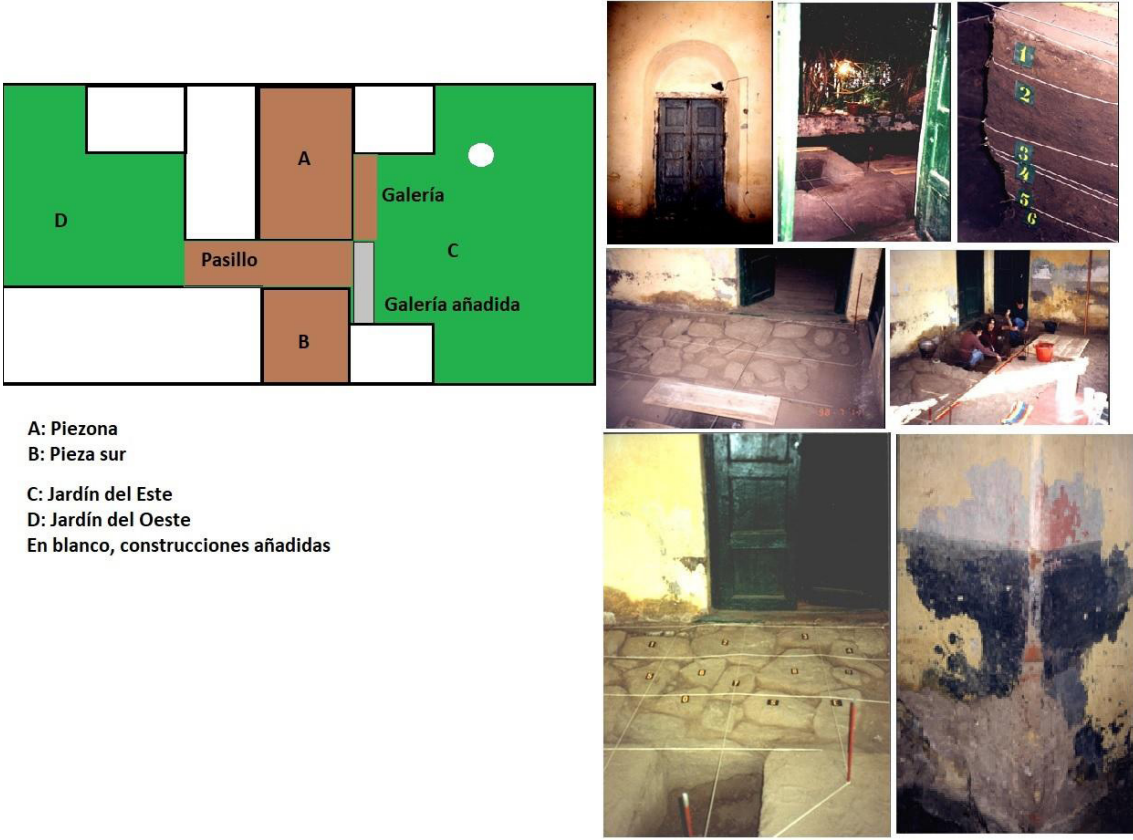 A
Galería
D
C
Pasillo
Galería añadida
B
A: Piezona
B: Pieza sur
C: Jardín del Este
D: Jardín del Oeste
En blanco, construcciones añadidas
1
2
3
4
5
6